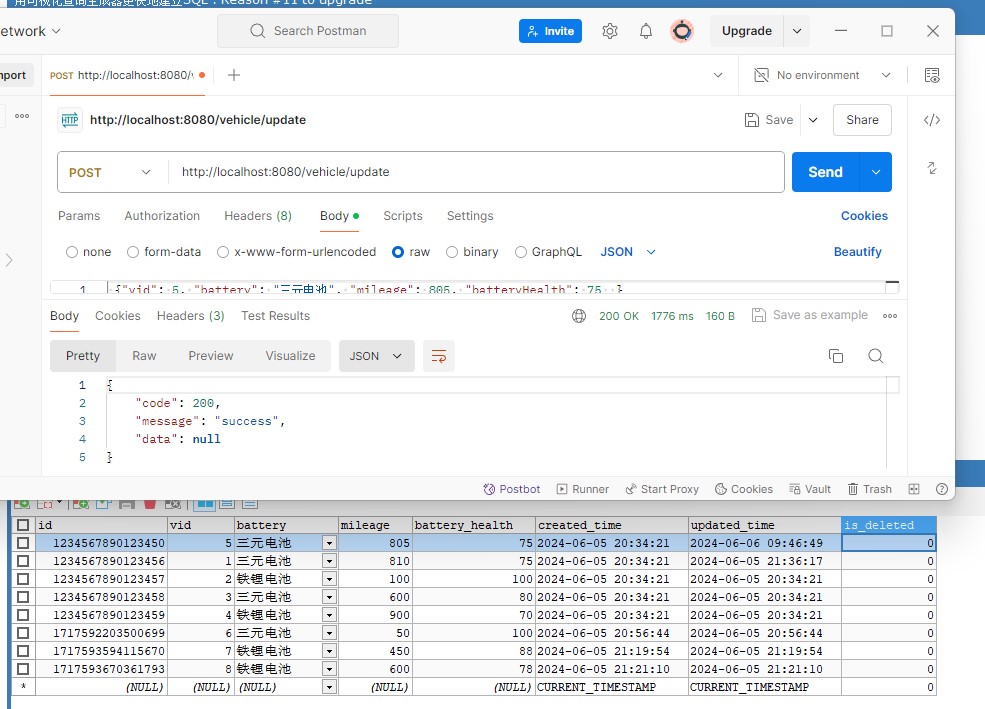 用可视化查询生成器更快地建立SQL：Reason #11 to upgrade
etwork
Search Postman
Invite
Upgrade
mport
POST http://localhost:8080/
No environment
HTTP
http://localhost:8080/vehicle/update
Save
Share
POST
http://localhost:8080/vehicle/update
Send
Params
Authorization
Headers (8)
Body
Scripts
Settings
Cookies
none
form-data
x-www-form-urlencoded
raw
binary
GraphQL
JSON
Beautify
1 {"vid": 5, "battery": "三元电池", "mileage": 805, "batteryHealth": 75 }
Body
Cookies
Headers (3)
Test Results
200 OK
1776 ms
160 B
Save as example
Pretty
Raw
Preview
Visualize
JSON
1 {
2 "code": 200,
3 "message": "success",
4 "data": null
5 }
Postbot
Runner
Start Proxy
Cookies
Vault
Trash
id vid battery mileage battery_health created_time updated_time is_deleted
1234567890123450 5 三元电池 805 75 2024-06-05 20:34:21 2024-06-06 09:46:49 0
1234567890123456 1 三元电池 810 75 2024-06-05 20:34:21 2024-06-05 21:36:17 0
1234567890123457 2 铁锂电池 100 100 2024-06-05 20:34:21 2024-06-05 20:34:21 0
1234567890123458 3 三元电池 600 80 2024-06-05 20:34:21 2024-06-05 20:34:21 0
1234567890123459 4 铁锂电池 900 70 2024-06-05 20:34:21 2024-06-05 20:34:21 0
1717592203500699 6 三元电池 50 100 2024-06-05 20:56:44 2024-06-05 20:56:44 0
1717593594115670 7 铁锂电池 450 88 2024-06-05 21:19:54 2024-06-05 21:19:54 0
1717593670361793 8 铁锂电池 600 78 2024-06-05 21:21:10 2024-06-05 21:21:10 0
* (NULL) (NULL) (NULL) (NULL) (NULL) CURRENT_TIMESTAMP CURRENT_TIMESTAMP 0